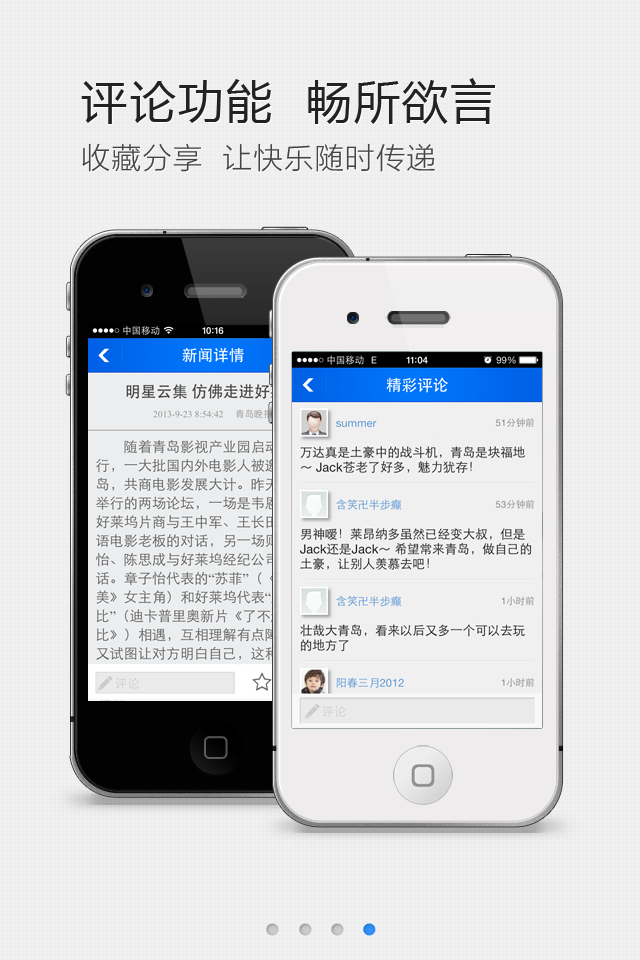 评论功能 畅所欲言
收藏分享 让快乐随时传递
中国移动
10:16
新闻详情
明星云集 仿佛走进好
2013-9-23 8:54:42 青岛晚
随着青岛影视产业园启动
行，一大批国内外电影人被邀
岛，共商电影发展大计。昨天
举行的两场论坛，一场是韦恩
好莱坞片商与王中军、王长田
语电影老板的对话，另一场则
怡、陈思成与好莱坞经纪公司
话。章子怡代表的“苏菲”（《
美》女主角）和好莱坞代表“
比”（迪卡普里奥新片《了不
比》）相遇，互相理解有点障
又试图让对方明白自己，这种
评论
中国移动 E 11:04 99%
精彩评论
summer 51分钟前
万达真是土豪中的战斗机，青岛是块福地
～ Jack苍老了好多，魅力犹存！
含笑卍半步癫 53分钟前
男神嗳！莱昂纳多虽然已经变大叔，但是
Jack还是Jack～ 希望常来青岛，做自己的
土豪，让别人羡慕去吧！
含笑卍半步癫 1小时前
壮哉大青岛，看来以后又多一个可以去玩
的地方了
阳春三月2012 1小时前
评论